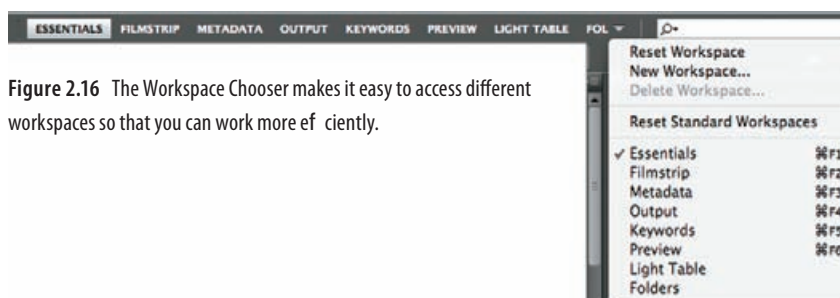 ESSENTIALS FILMSTRIP METADATA OUTPUT KEYWORDS PREVIEW LIGHT TABLE FOL
Figure 2.16 The Workspace Chooser makes it easy to access different
workspaces so that you can work more ef ciently.
Reset Workspace
New Workspace...
Delete Workspace...
Reset Standard Workspaces
✓ Essentials ⌘F1
Filmstrip ⌘F2
Metadata ⌘F3
Output ⌘F4
Keywords ⌘F5
Preview ⌘F6
Light Table
Folders